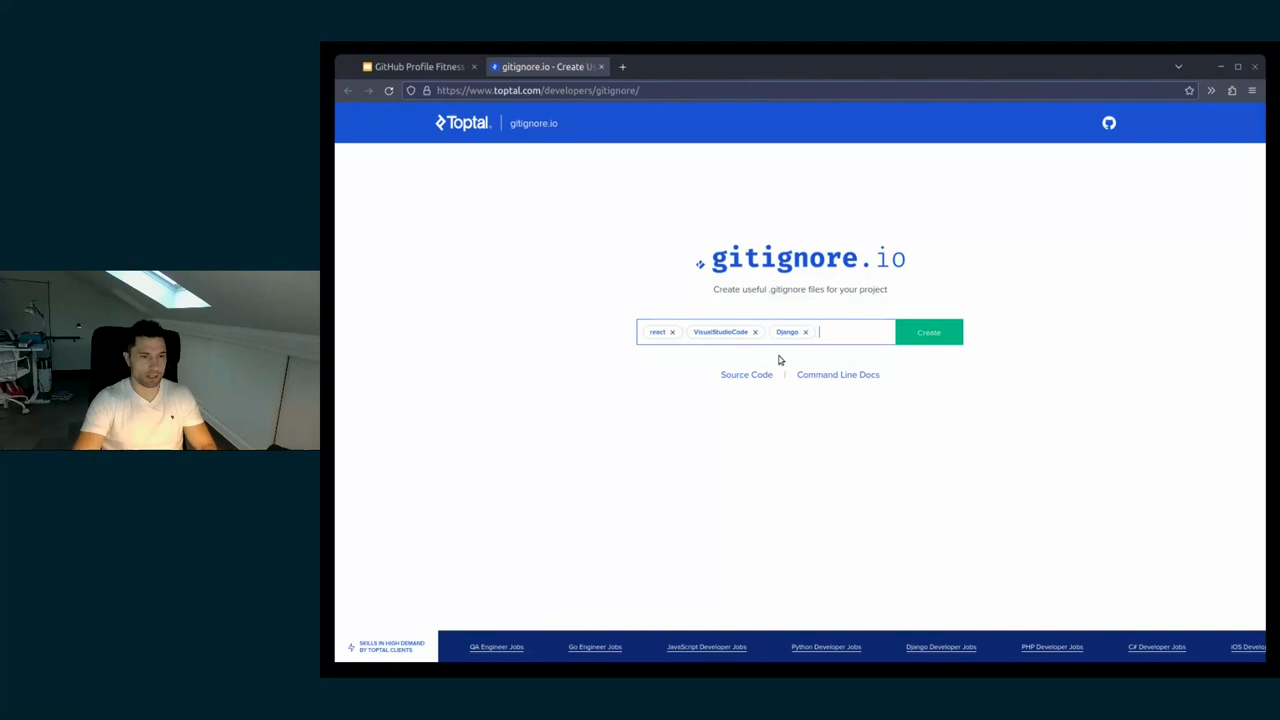 GitHub Profile Fitness
gitignore.io - Create Us
https://www.toptal.com/developers/gitignore/
Toptal
gitignore.io
.gitignore.io
Create useful .gitignore files for your project
react
VisualStudioCode
Django
Create
Source Code
Command Line Docs
SKILLS IN HIGH DEMAND
BY TOPTAL CLIENTS
QA Engineer Jobs
Go Engineer Jobs
JavaScript Developer Jobs
Python Developer Jobs
Django Developer Jobs
PHP Developer Jobs
C# Developer Jobs
iOS Develo